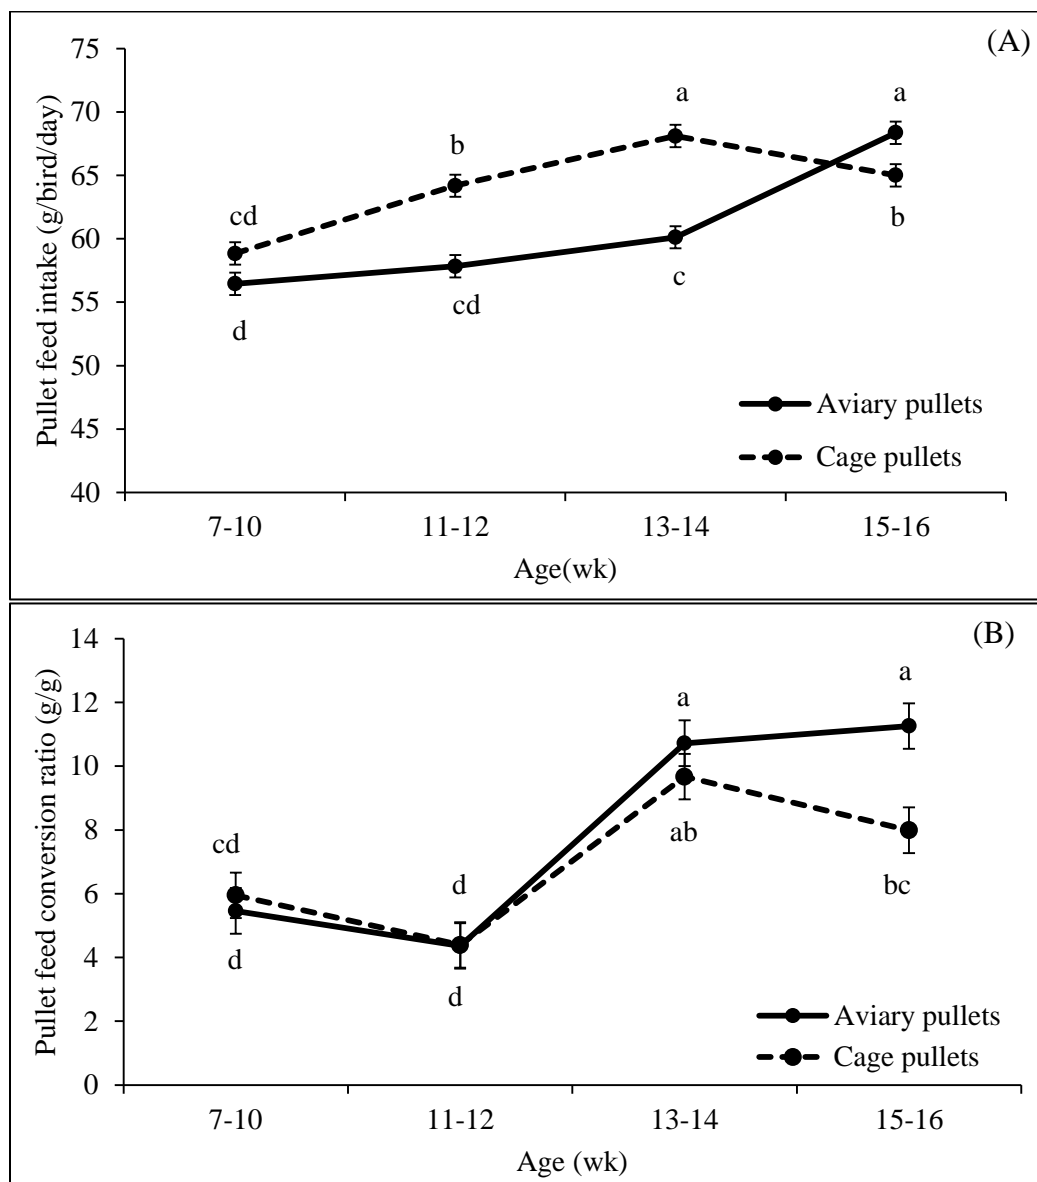 (A)
Pullet feed intake (g/bird/day)
75
70
65
60
55
50
45
40
a
a
b
cd
b
d
cd
c
Aviary pullets
Cage pullets
7-10
11-12
13-14
15-16
Age(wk)
(B)
Pullet feed conversion ratio (g/g)
14
12
10
8
6
4
2
0
a
a
cd
d
ab
bc
d
d
Aviary pullets
Cage pullets
7-10
11-12
13-14
15-16
Age (wk)